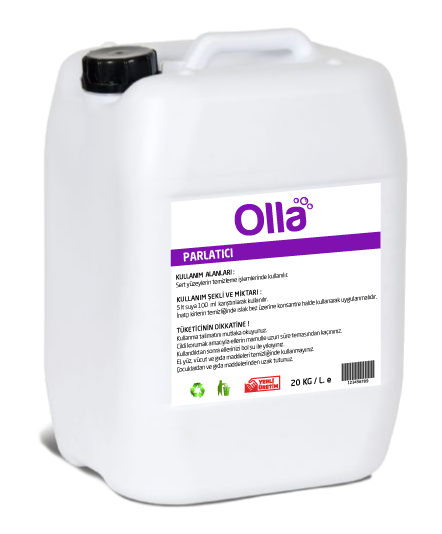 Olla
PARLATICI
KULLANIM ALANLARI :
Sert yüzeylerin temizleme işlemlerinde kullanılır.
KULLANIM ŞEKLİ VE MİKTARI :
5 lt suya 100 ml karıştırılarak kullanılır.
İnatçı kirlerin temizliğinde ıslak bez üzerine konsantre halde kullanılarak uygulanmalıdır.
TÜKETİCİNİN DİKKATİNE !
Kullanma talimatını mutlaka okuyunuz.
Cildi korumak amacıyla ellerin mamulle uzun süre temasından kaçınınız.
Kullandıktan sonra ellerinizi bol su ile yıkayınız.
El, yüz, vücut ve gıda maddeleri temizliğinde kullanmayınız.
Çocuklardan ve gıda maddelerinden uzak tutunuz.
YERLİ
ÜRETİM
20 KG / L. e
123456789